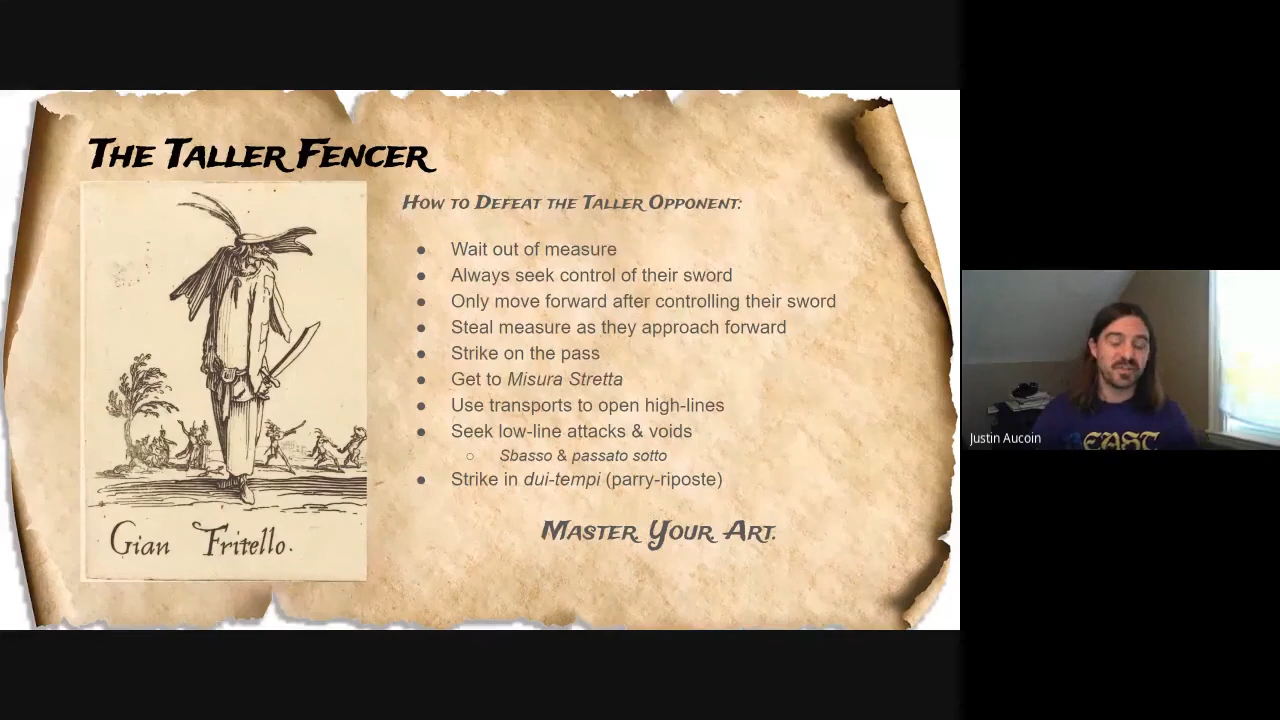 The Taller Fencer
How to Defeat the Taller Opponent:
● Wait out of measure
● Always seek control of their sword
● Only move forward after controlling their sword
● Steal measure as they approach forward
● Strike on the pass
● Get to Misura Stretta
● Use transports to open high-lines
● Seek low-line attacks & voids
○ Sbasso & passato sotto
● Strike in dui-tempi (parry-riposte)
Master Your Art.
Gian Fritello.
Justin Aucoin
EAST